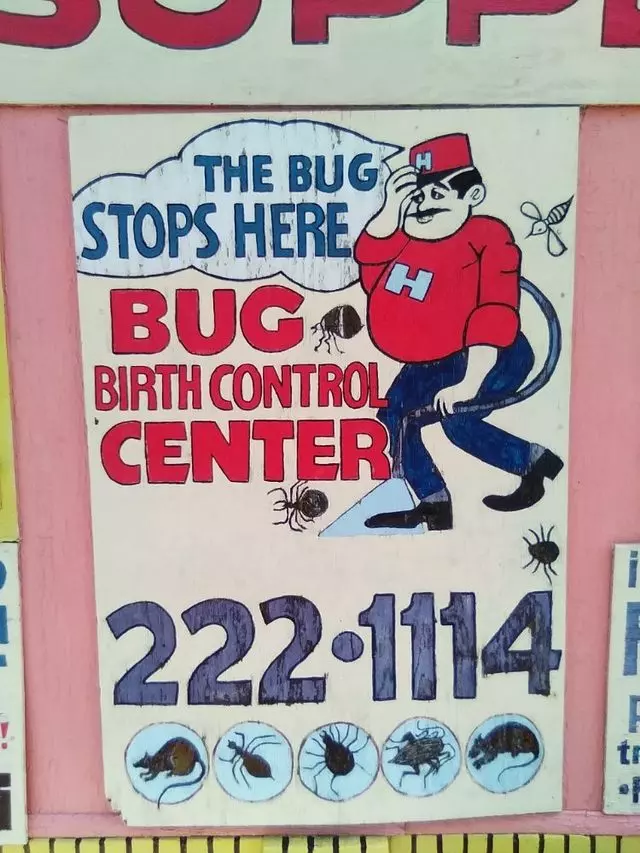 THE BUG
STOPS HERE
H
H
BUG
BIRTH CONTROL
CENTER
222·1114